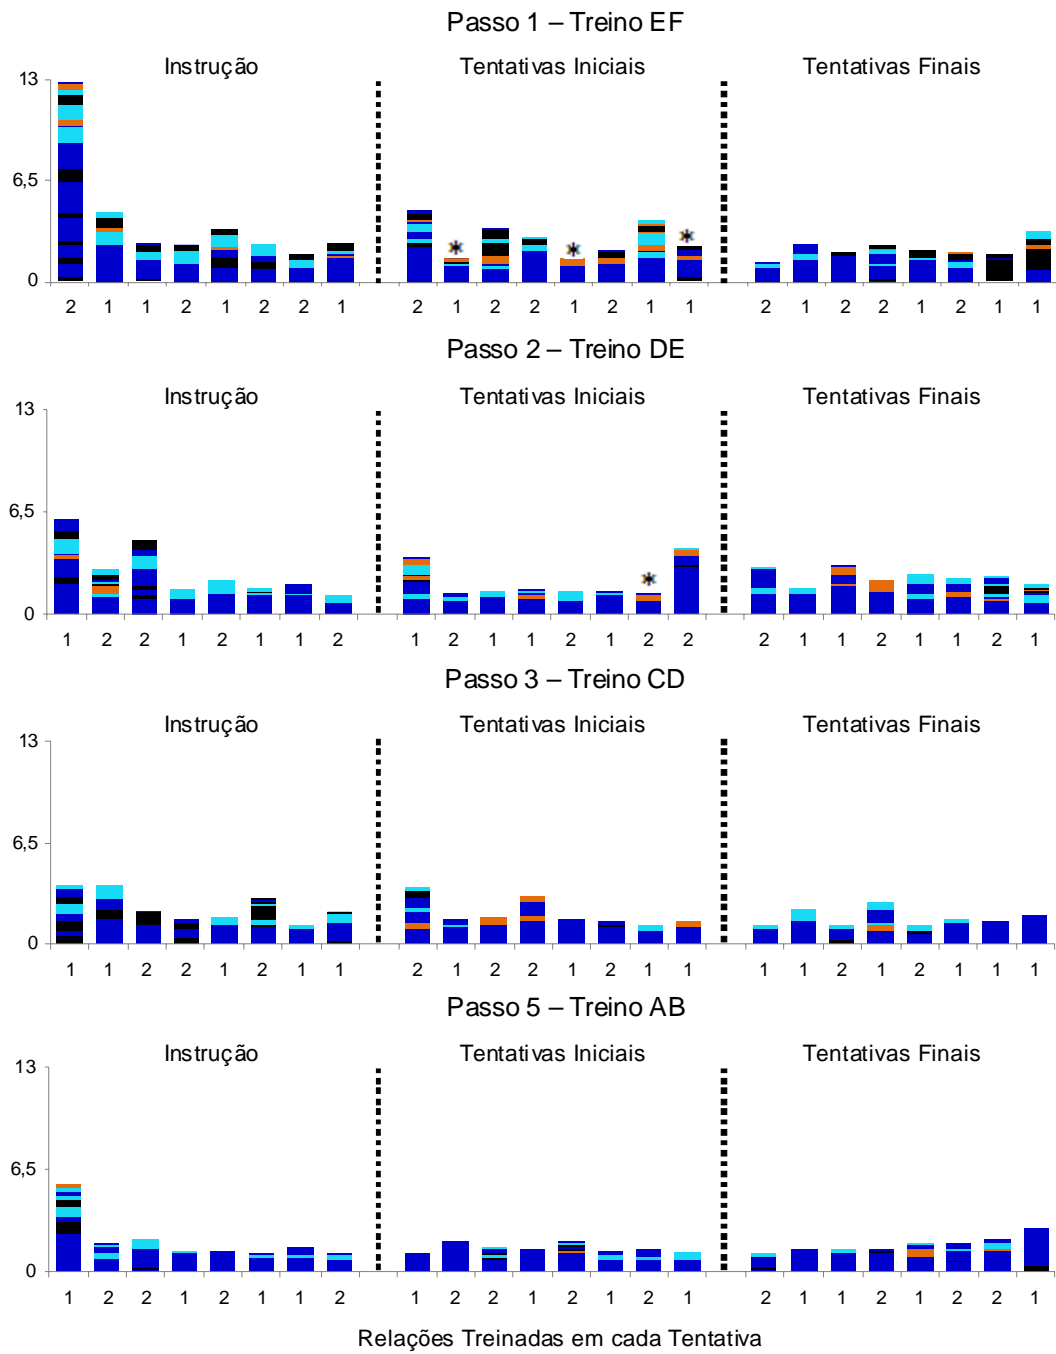 Passo 1 – Treino EF
Instrução Tentativas Iniciais Tentativas Finais
13
6,5
0
2 1 1 2 1 2 2 1 2 1 2 2 1 2 1 1 2 1 2 2 1 2 1 1
Passo 2 – Treino DE
Instrução Tentativas Iniciais Tentativas Finais
13
6,5
0
1 2 2 1 2 1 1 2 1 2 1 1 2 1 2 2 2 1 1 2 1 1 2 1
Passo 3 – Treino CD
Instrução Tentativas Iniciais Tentativas Finais
13
6,5
0
1 1 2 2 1 2 1 1 2 1 2 2 1 2 1 1 1 1 2 1 2 1 1 1
Passo 5 – Treino AB
Instrução Tentativas Iniciais Tentativas Finais
13
6,5
0
1 2 2 1 2 1 1 2 1 2 2 1 2 1 2 1 2 1 1 2 1 2 2 1
Relações Treinadas em cada Tentativa